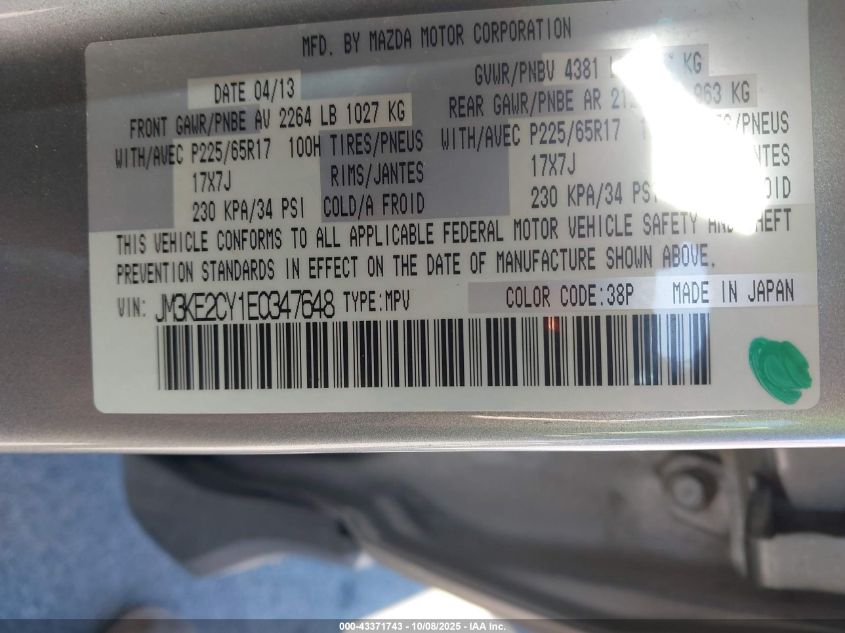 MFD. BY MAZDA MOTOR CORPORATION
DATE 04/13 GVWR/PNBV 4381 KG
FRONT GAWR/PNBE AV 2264 LB 1027 KG REAR GAWR/PNBE AR 963 KG
WITH/AVEC P225/65R17 100H TIRES/PNEUS WITH/AVEC P225/65R17 /PNEUS
17X7J RIMS/JANTES 17X7J
230 KPA/34 PSI COLD/A FROID 230 KPA/34
THIS VEHICLE CONFORMS TO ALL APPLICABLE FEDERAL MOTOR VEHICLE SAFETY AND THEFT
PREVENTION STANDARDS IN EFFECT ON THE DATE OF MANUFACTURE SHOWN ABOVE.
VIN: JM3KE2CY1E0347648 TYPE:MPV COLOR CODE:38P MADE IN JAPAN
000-43371743 - 10/08/2025 - IAA Inc.